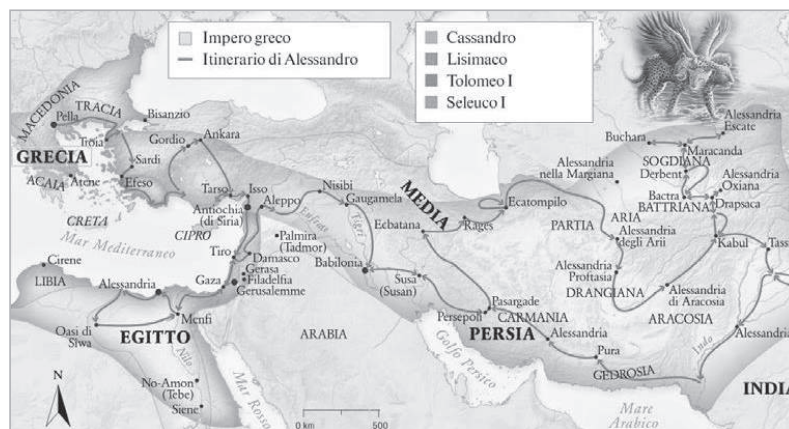 Impero greco
Itinerario di Alessandro
Cassandro
Lisimaco
Tolomeo I
Seleuco I
MACEDONIA
TRACIA
Bisanzio
Pella
Troia
Gordio
Ankara
GRECIA
Sardi
ACAIA
Atene
Efeso
Tarso
Isso
Aleppo
Nisibi
Gaugamela
Antiochia
(di Siria)
CRETA
CIPRO
Mar Mediterraneo
Eufrate
Tigri
MEDIA
Ecbatana
Rages
Ecatompilo
PARTIA
Alessandria
nella Margiana
Buchara
Alessandria
Escate
Maracanda
SOGDIANA
Derbent
Alessandria
Oxiana
Bactra
BATTRIANA
Drapsaca
ARIA
Alessandria
degli Arii
Kabul
Tass
Palmira
(Tadmor)
Tiro
Damasco
Gerasa
Filadelfia
Gerusalemme
Gaza
Babilonia
Susa
(Susan)
Cirene
LIBIA
Alessandria
Menfi
Oasi di
Siwa
EGITTO
Nilo
No-Amon
(Tebe)
Siene
Mar Rosso
ARABIA
Pasargade
Persepoli
CARMANIA
PERSIA
Alessandria
Pura
GEDROSIA
Golfo Persico
Alessandria
Proftasia
DRANGIANA
Alessandria
di Aracosia
ARACOSIA
Alessandria
Indo
INDIA
Mare
Arabico
N
0 km
500